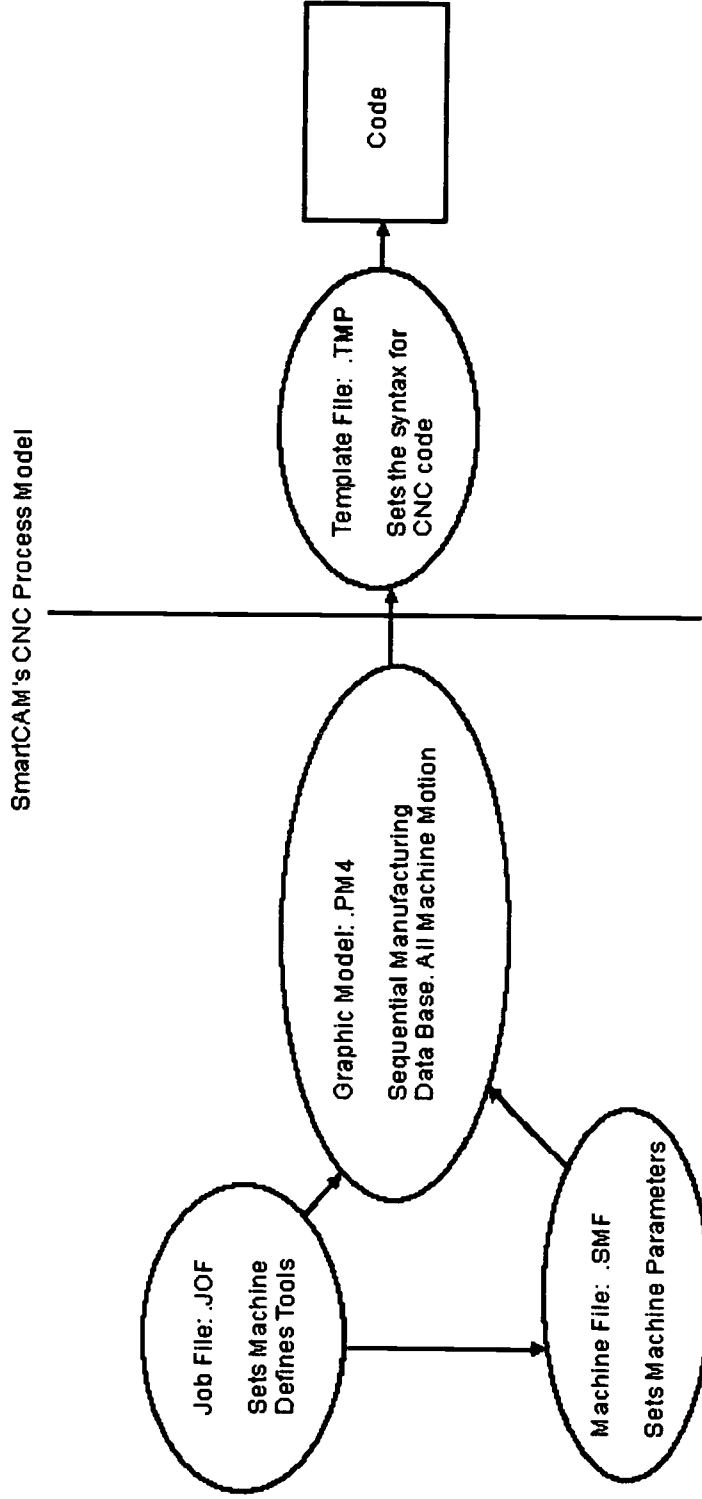 SmartCAM's CNC Process Model
Job File: .JOF
Sets Machine
Defines Tools
Machine File: .SMF
Sets Machine Parameters
Graphic Model: .PM4
Sequential Manufacturing
Data Base. All Machine Motion
Template File: .TMP
Sets the syntax for
CNC code
Code